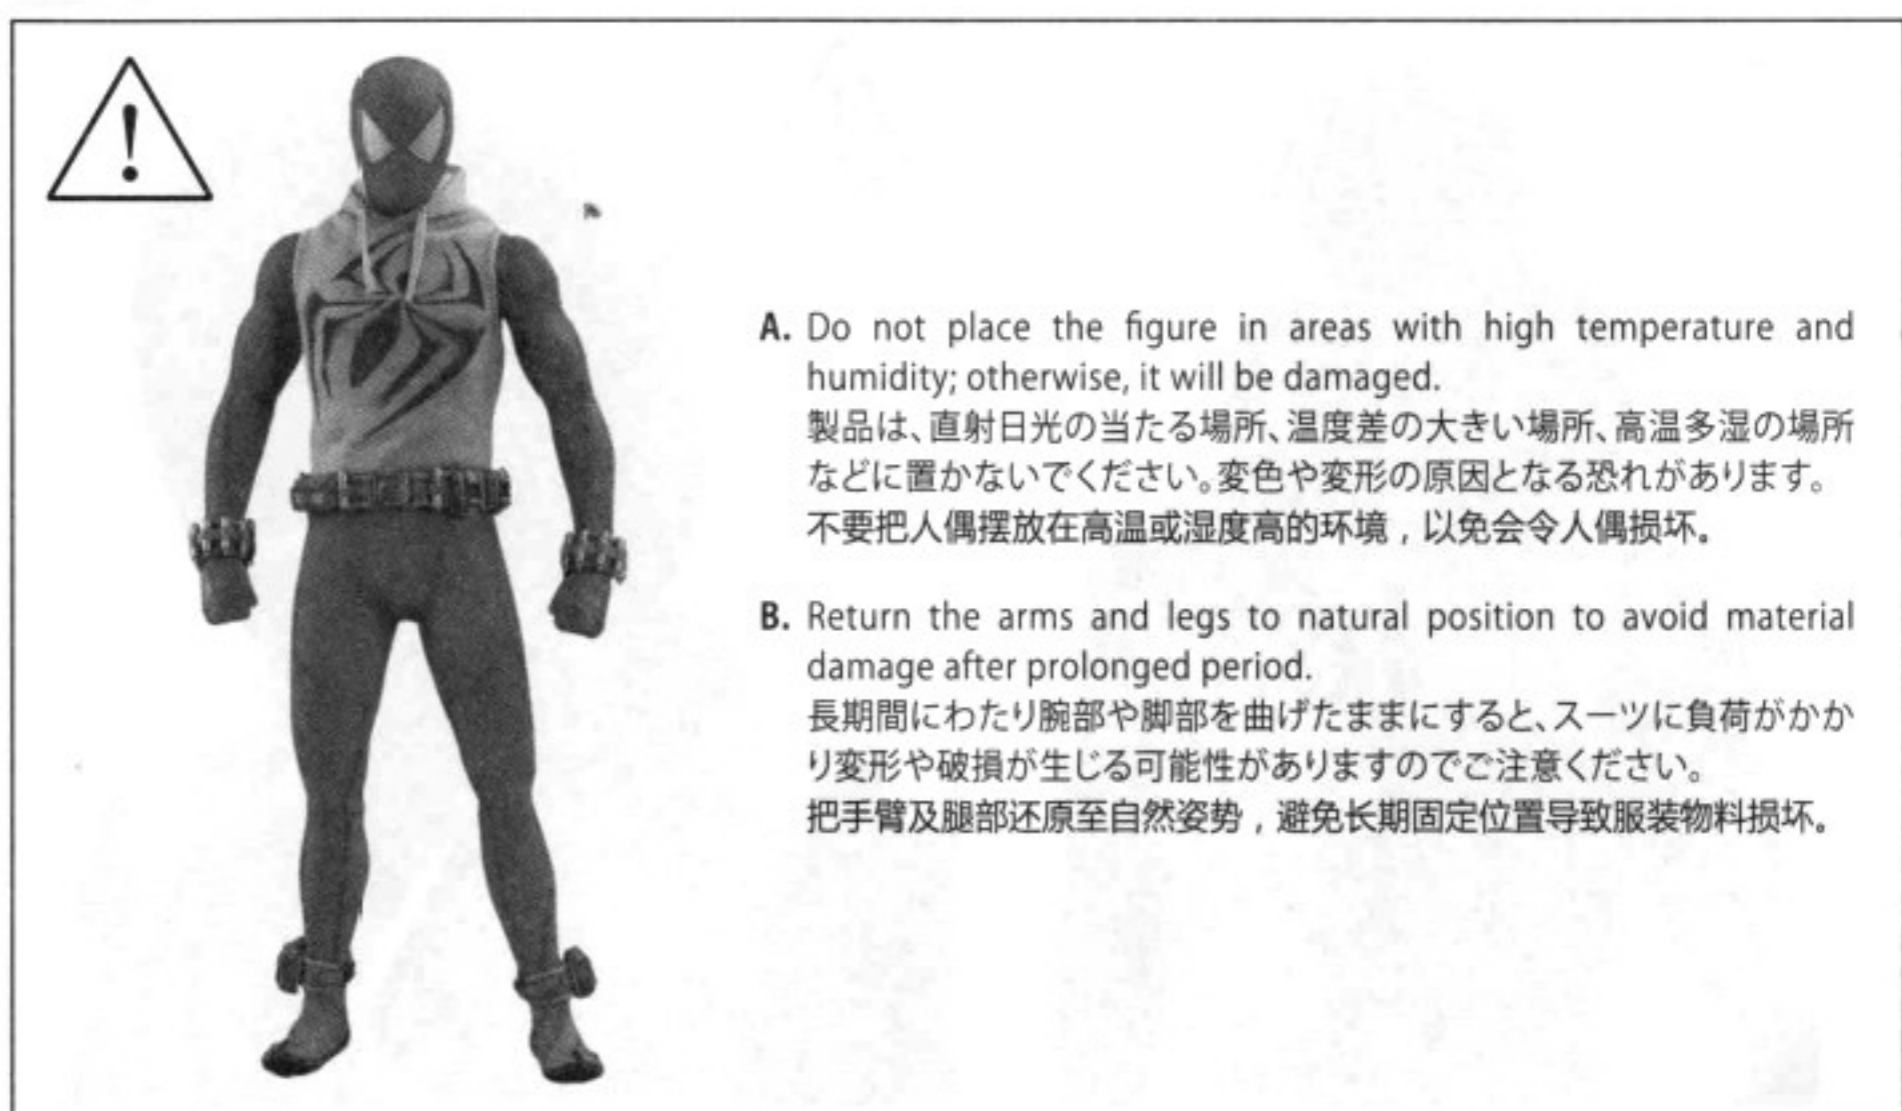 A. Do not place the figure in areas with high temperature and
humidity; otherwise, it will be damaged.
製品は、直射日光の当たる場所、温度差の大きい場所、高温多湿の場所
などに置かないでください。変色や変形の原因となる恐れがあります。
不要把人偶摆放在高温或湿度高的环境，以免会令人偶损坏。
B. Return the arms and legs to natural position to avoid material
damage after prolonged period.
長期間にわたり腕部や脚部を曲げたままにすると、スーツに負荷がかか
り変形や破損が生じる可能性がありますのでご注意ください。
把手臂及腿部还原至自然姿势，避免长期固定位置导致服装物料损坏。